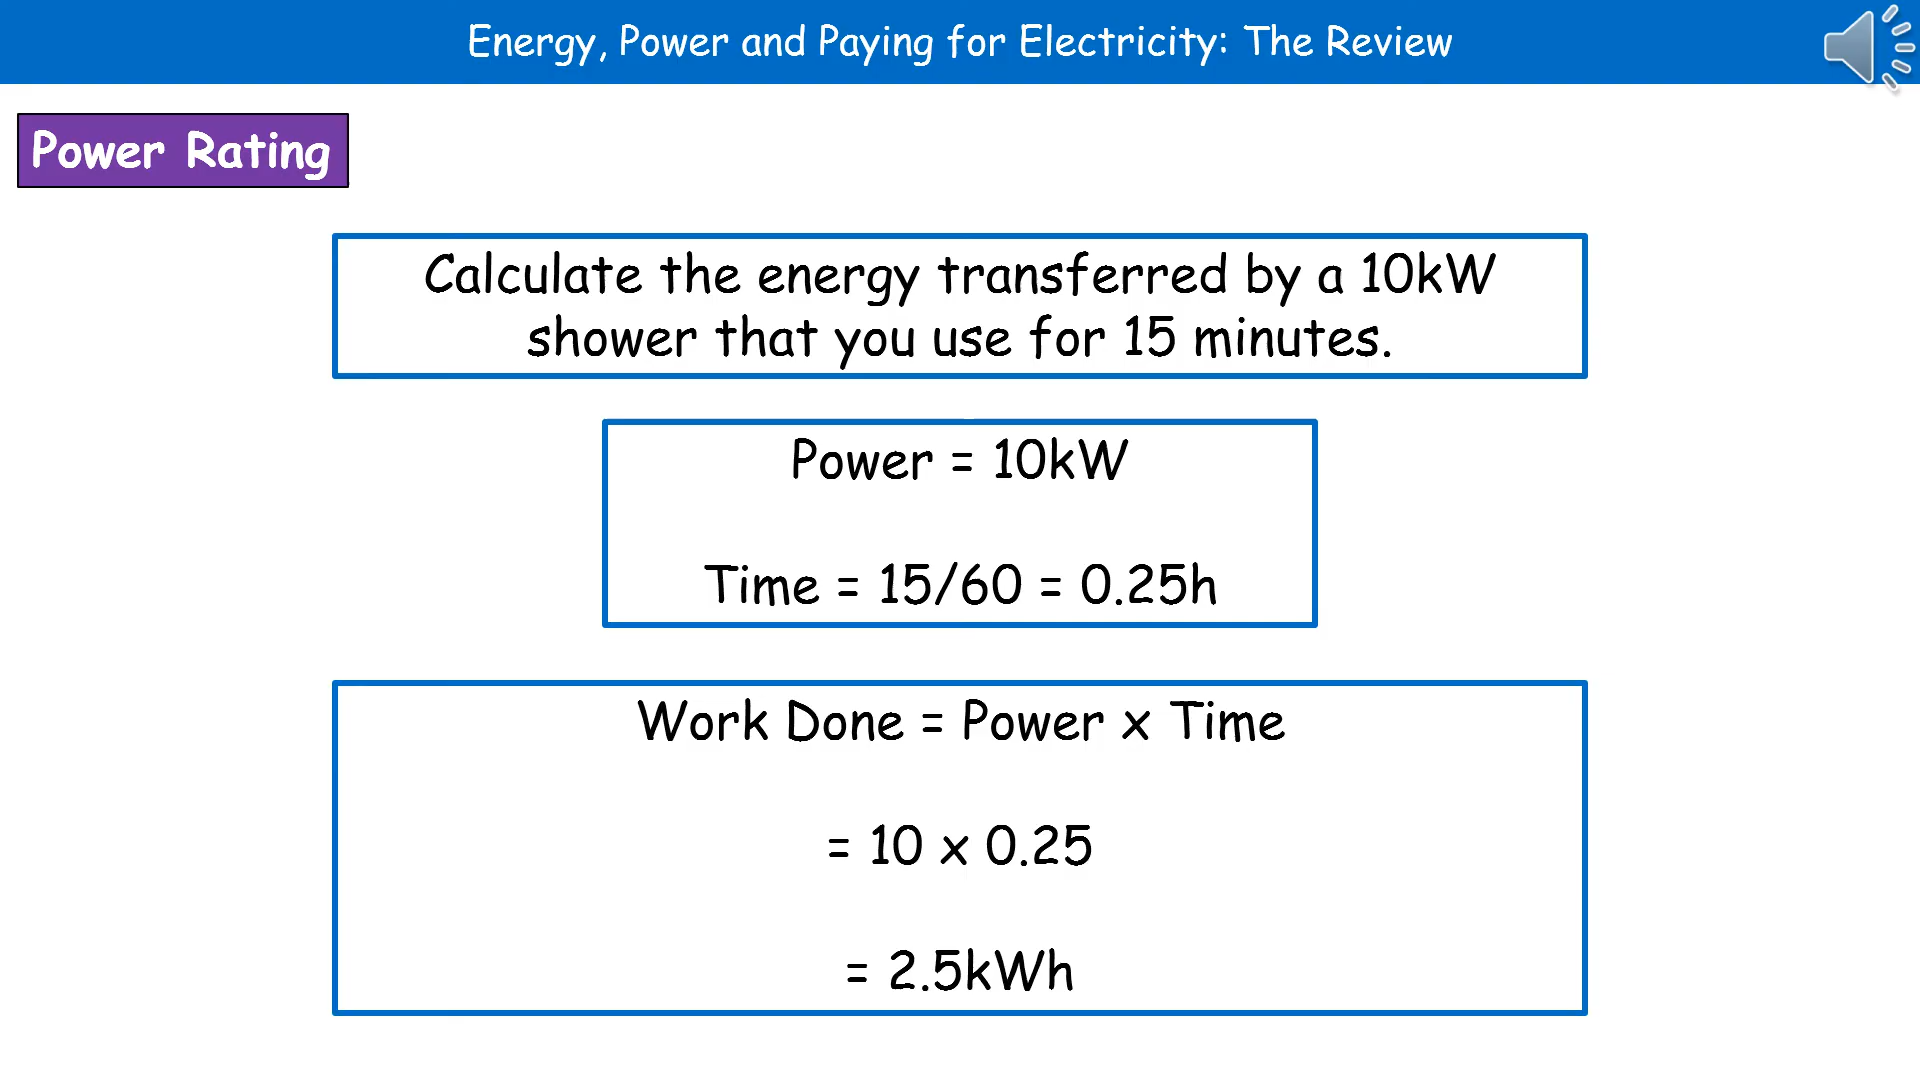 Energy, Power and Paying for Electricity: The Review
Power Rating
Calculate the energy transferred by a 10kW
shower that you use for 15 minutes.
Power = 10kW
Time = 15/60 = 0.25h
Work Done = Power x Time
= 10 x 0.25
= 2.5kWh